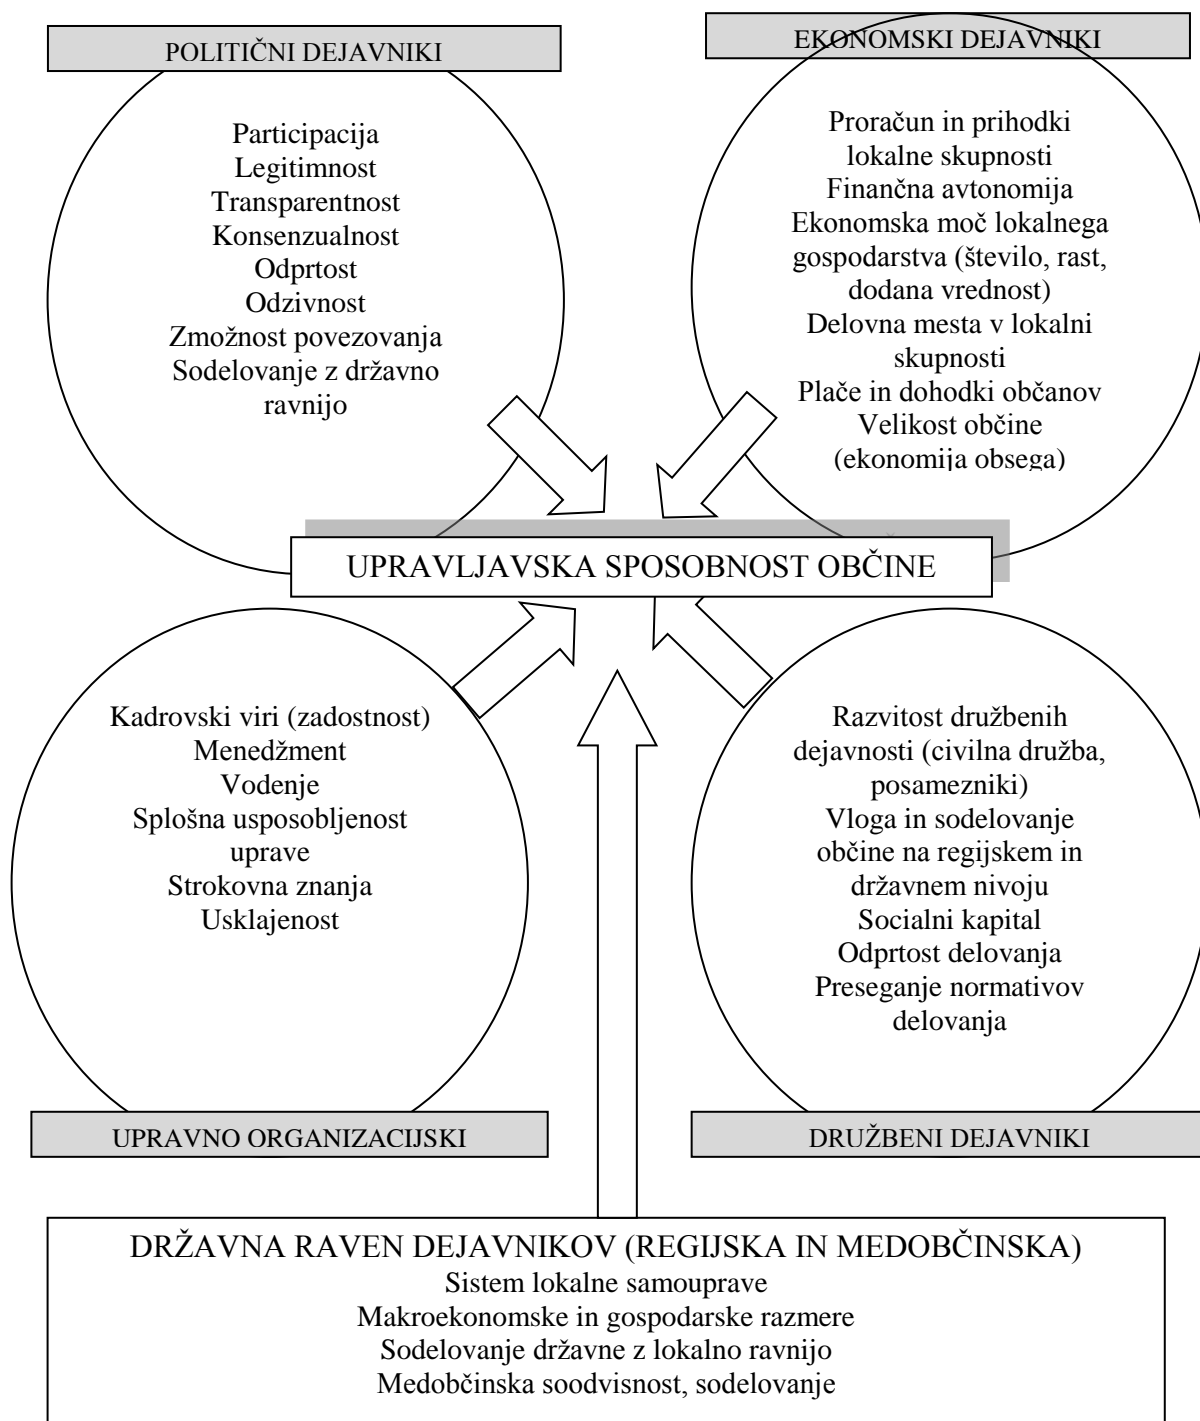 POLITIČNI DEJAVNIKI
Participacija
Legitimnost
Transparentnost
Konsenzualnost
Odprtost
Odzivnost
Zmožnost povezovanja
Sodelovanje z državno
ravnijo
EKONOMSKI DEJAVNIKI
Proračun in prihodki
lokalne skupnosti
Finančna avtonomija
Ekonomska moč lokalnega
gospodarstva (število, rast,
dodana vrednost)
Delovna mesta v lokalni
skupnosti
Plače in dohodki občanov
Velikost občine
(ekonomija obsega)
UPRAVLJAVSKA SPOSOBNOST OBČINE
Kadrovski viri (zadostnost)
Menedžment
Vodenje
Splošna usposobljenost
uprave
Strokovna znanja
Usklajenost
UPRAVNO ORGANIZACIJSKI
Razvitost družbenih
dejavnosti (civilna družba,
posamezniki)
Vloga in sodelovanje
občine na regijskem in
državnem nivoju
Socialni kapital
Odprtost delovanja
Preseganje normativov
delovanja
DRUŽBENI DEJAVNIKI
DRŽAVNA RAVEN DEJAVNIKOV (REGIJSKA IN MEDOBČINSKA)
Sistem lokalne samouprave
Makroekonomske in gospodarske razmere
Sodelovanje državne z lokalno ravnijo
Medobčinska soodvisnost, sodelovanje